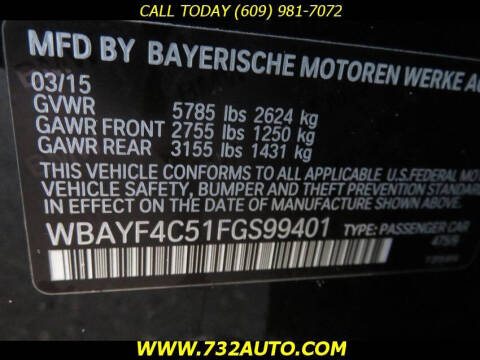 CALL TODAY (609) 981-7072
MFD BY BAYERISCHE MOTOREN WERKE AG
03/15
GVWR 5785 lbs 2624 kg
GAWR FRONT 2755 lbs 1250 kg
GAWR REAR 3155 lbs 1431 kg
THIS VEHICLE CONFORMS TO ALL APPLICABLE U.S. FEDERAL MOT
VEHICLE SAFETY, BUMPER AND THEFT PREVENTION STANDARDS
IN EFFECT ON THE DATE OF MANUFACTURE SHOWN ABOVE.
WBAYF4C51FGS99401 TYPE: PASSENGER CAR
WWW.732AUTO.COM